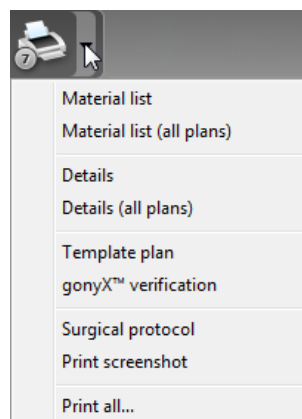 7
Material list
Material list (all plans)
Details
Details (all plans)
Template plan
gonyX™ verification
Surgical protocol
Print screenshot
Print all...